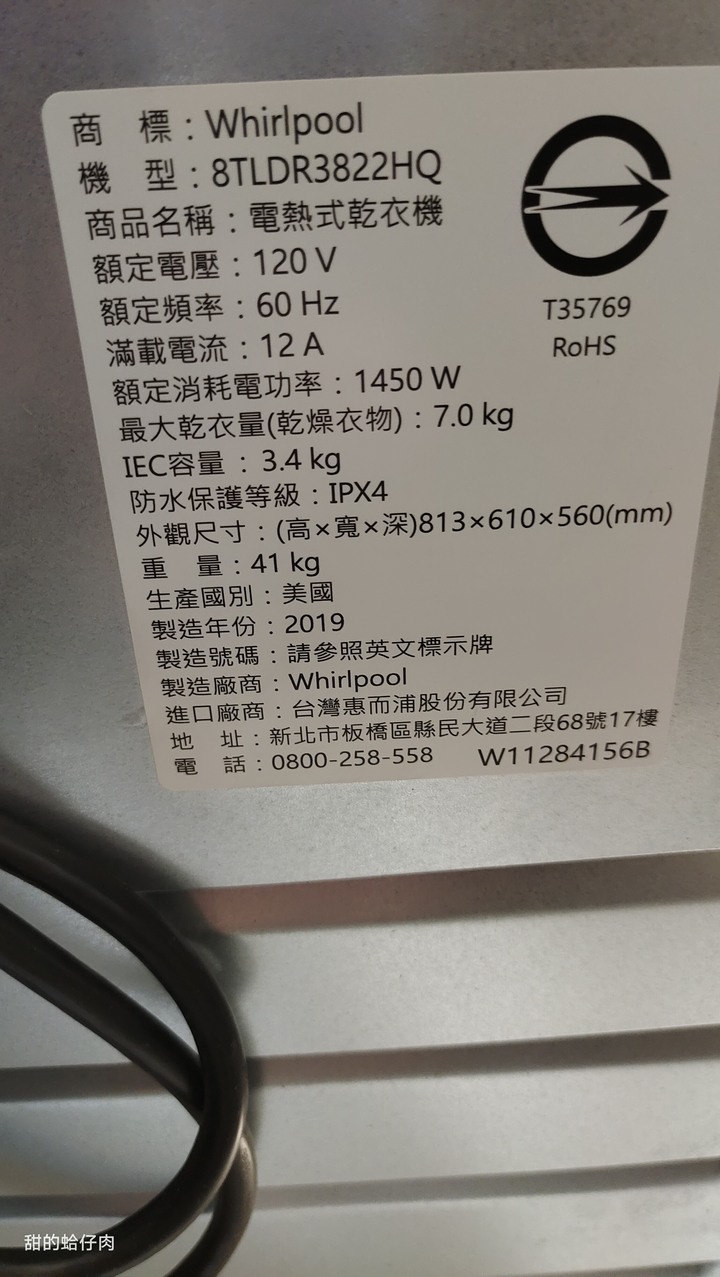 商 標：Whirlpool
機 型：8TLDR3822HQ
商品名稱：電熱式乾衣機
額定電壓：120 V
額定頻率：60 Hz
滿載電流：12 A
額定消耗電功率：1450 W
最大乾衣量(乾燥衣物)：7.0 kg
IEC容量：3.4 kg
防水保護等級：IPX4
外觀尺寸：(高×寬×深)813×610×560(mm)
重 量：41 kg
生產國別：美國
製造年份：2019
製造號碼：請參照英文標示牌
製造廠商：Whirlpool
進口廠商：台灣惠而浦股份有限公司
地 址：新北市板橋區縣民大道二段68號17樓
電 話：0800-258-558 W11284156B
T35769
RoHS
甜的蛤仔肉